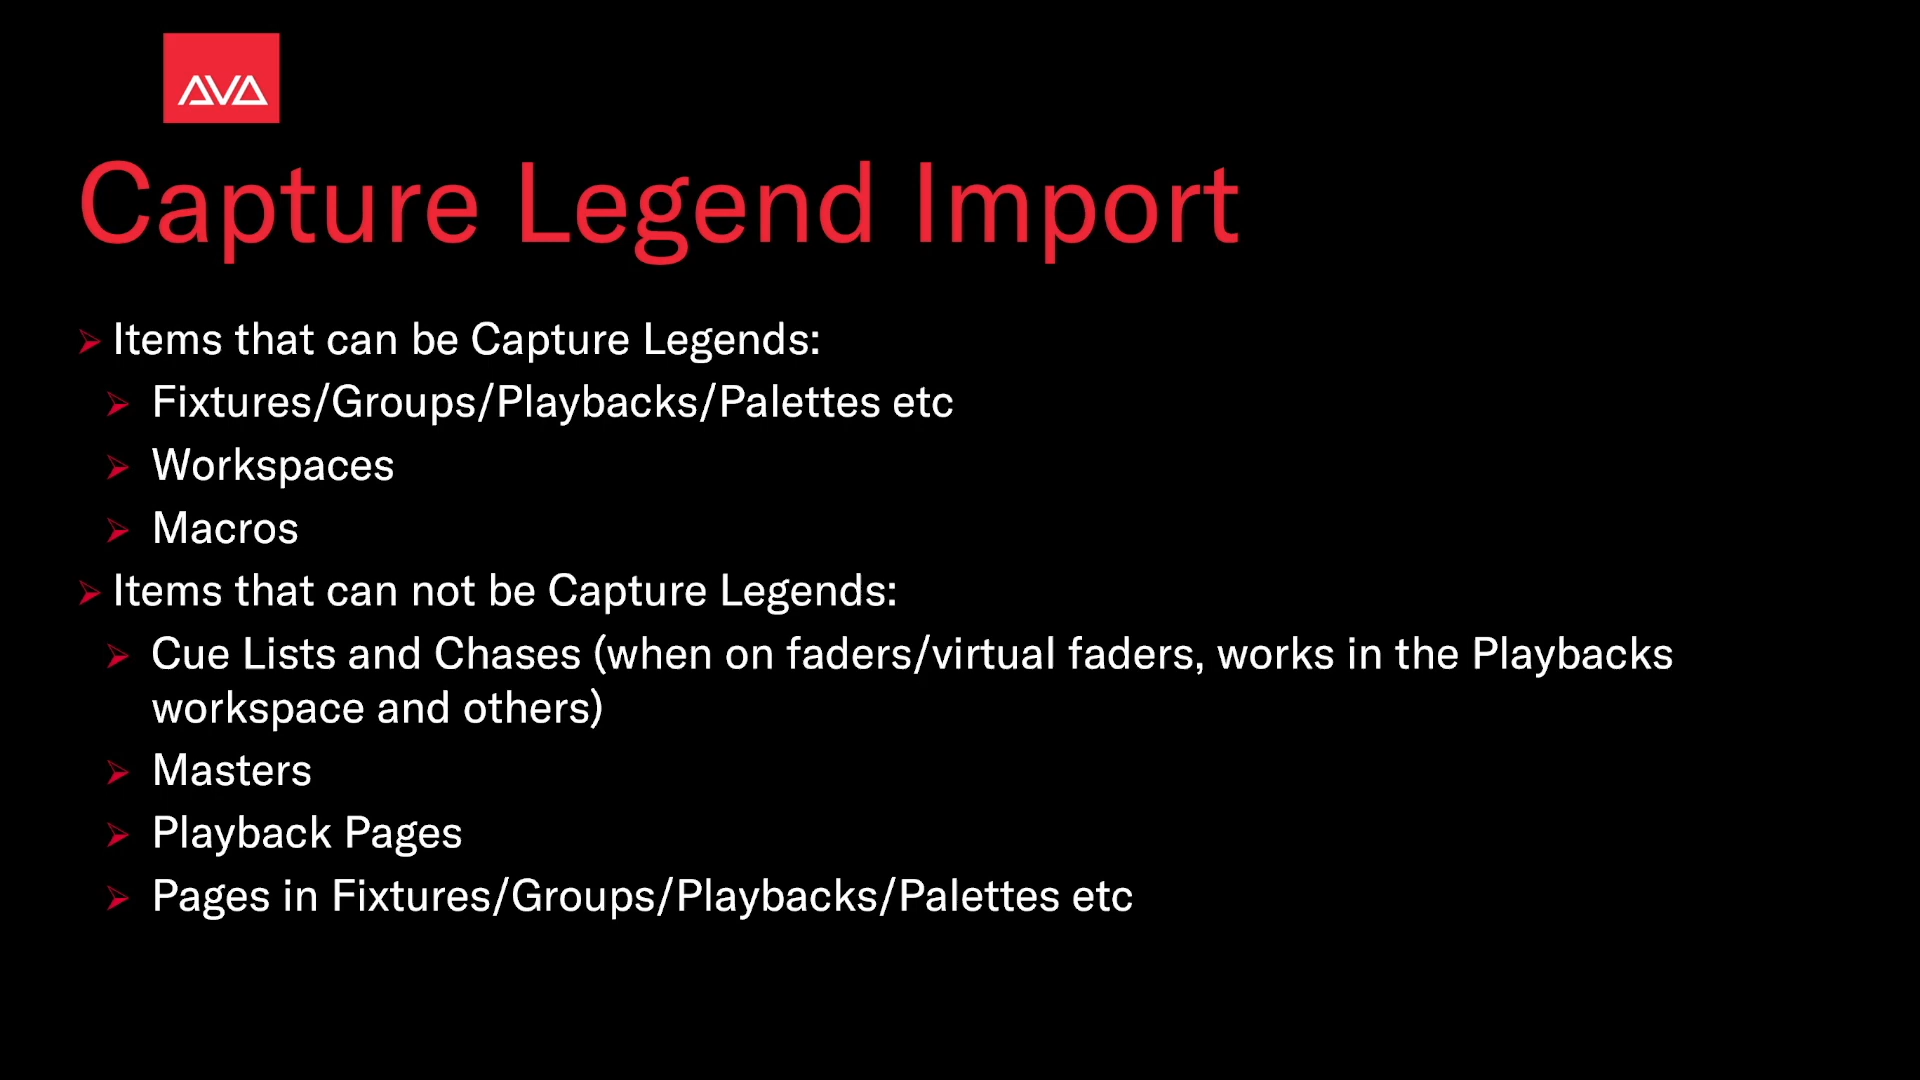 AVA
Capture Legend Import
Items that can be Capture Legends:
Fixtures/Groups/Playbacks/Palettes etc
Workspaces
Macros
Items that can not be Capture Legends:
Cue Lists and Chases (when on faders/virtual faders, works in the Playbacks
workspace and others)
Masters
Playback Pages
Pages in Fixtures/Groups/Playbacks/Palettes etc